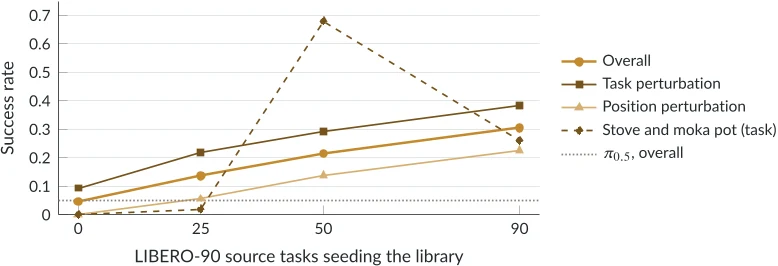 0.7
0.6
0.5
0.4
0.3
0.2
0.1
0
Success rate
0
25
50
90
LIBERO-90 source tasks seeding the library
Overall
Task perturbation
Position perturbation
Stove and moka pot (task)
π0.5, overall